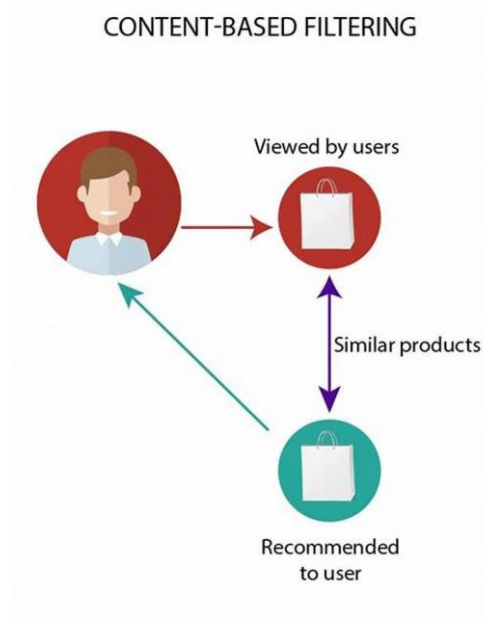 CONTENT-BASED FILTERING
Viewed by users
Similar products
Recommended
to user